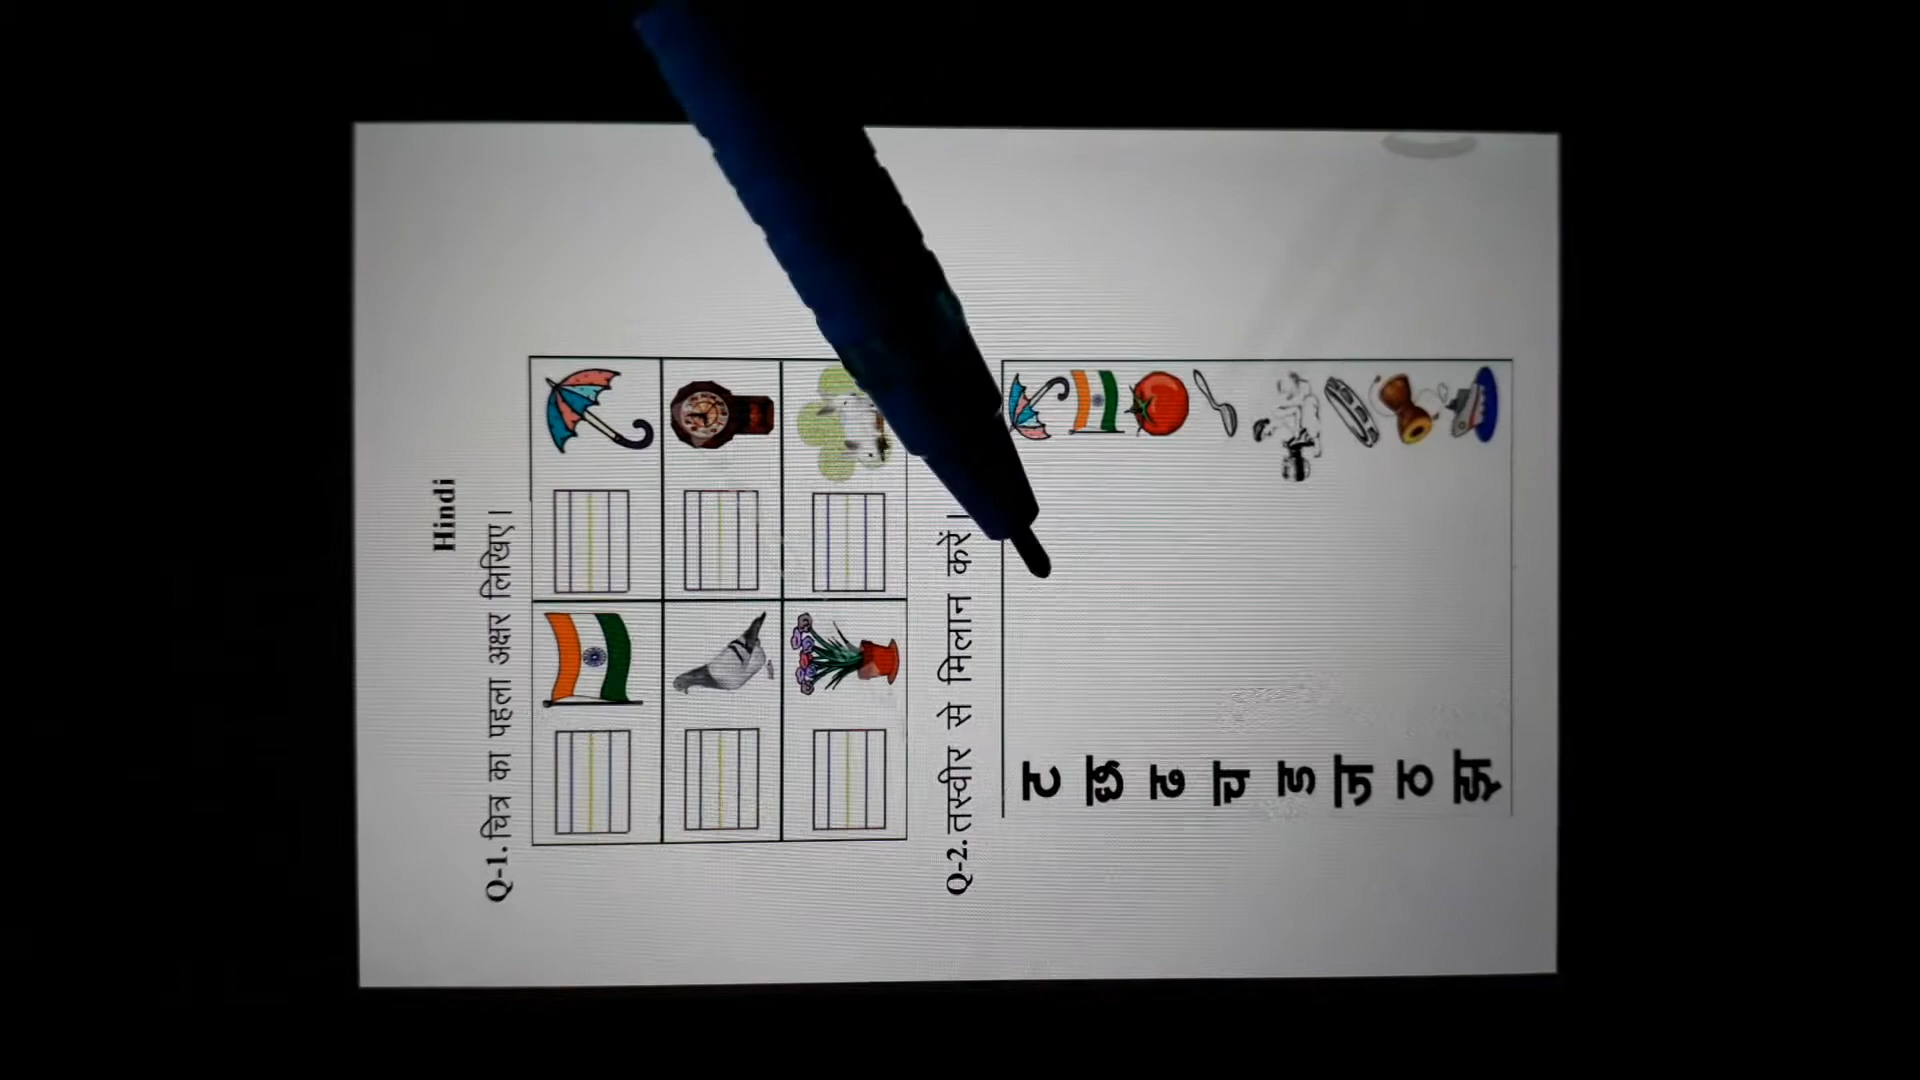 Hindi
Q-1. चित्र का पहला अक्षर लिखिए।
Q-2. तस्वीर से मिलान करें।
ट
छ
ढ
च
ड
ज
ठ
झ